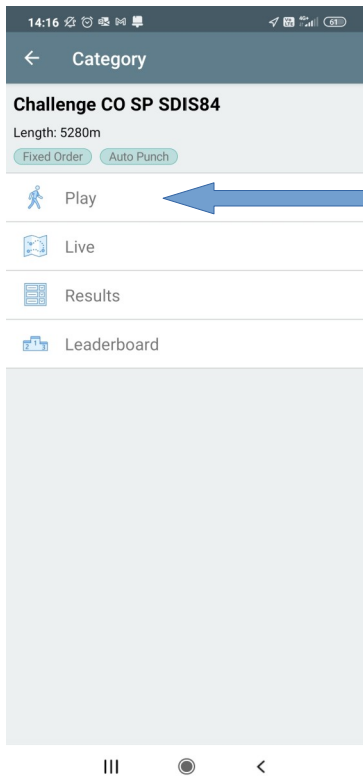 14:16
61
Category
Challenge CO SP SDIS84
Length: 5280m
Fixed Order Auto Punch
Play
Live
Results
Leaderboard